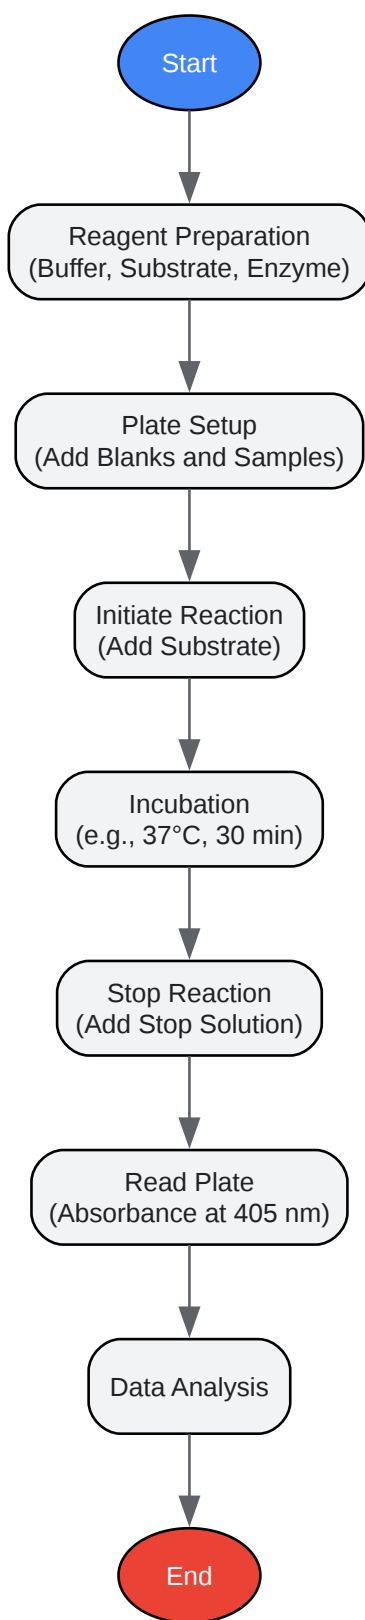 Start
Reagent Preparation
(Buffer, Substrate, Enzyme)
Plate Setup
(Add Blanks and Samples)
Initiate Reaction
(Add Substrate)
Incubation
(e.g., 37°C, 30 min)
Stop Reaction
(Add Stop Solution)
Read Plate
(Absorbance at 405 nm)
Data Analysis
End